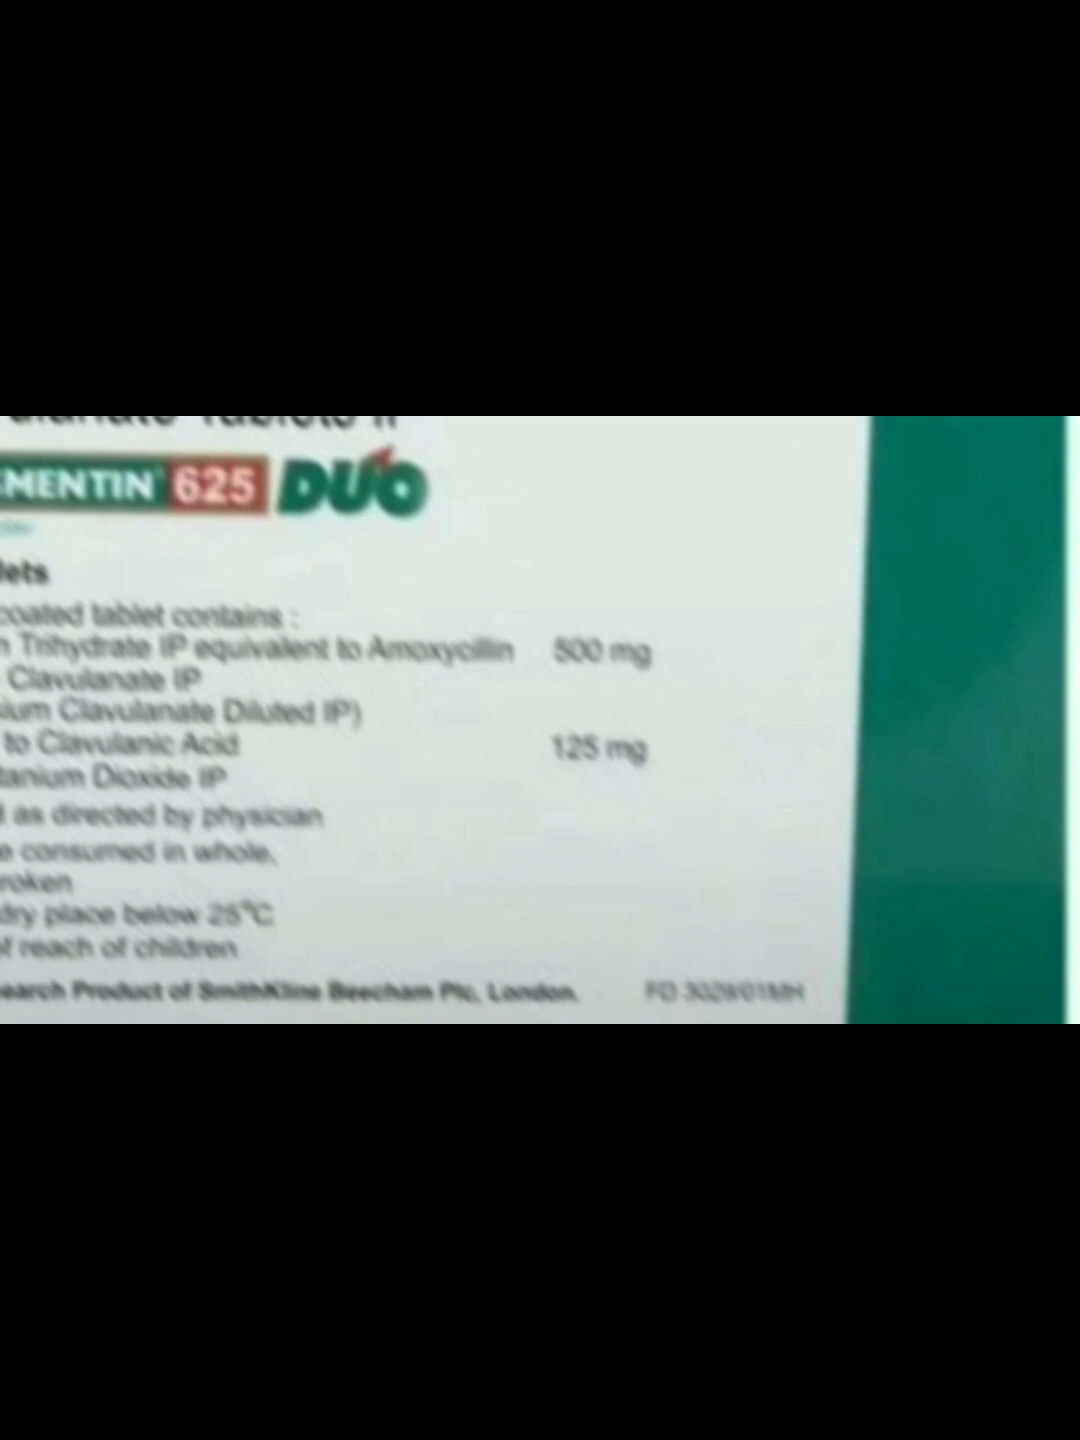 MENTIN 625 DUO
lets
coated tablet contains :
n Trihydrate IP equivalent to Amoxycillin 500 mg
Clavulanate IP
ium Clavulanate Diluted IP)
to Clavulanic Acid 125 mg
tanium Dioxide IP
d as directed by physician
e consumed in whole,
roken
dry place below 25°C
of reach of children
earch Product of SmithKline Beecham Plc, London.